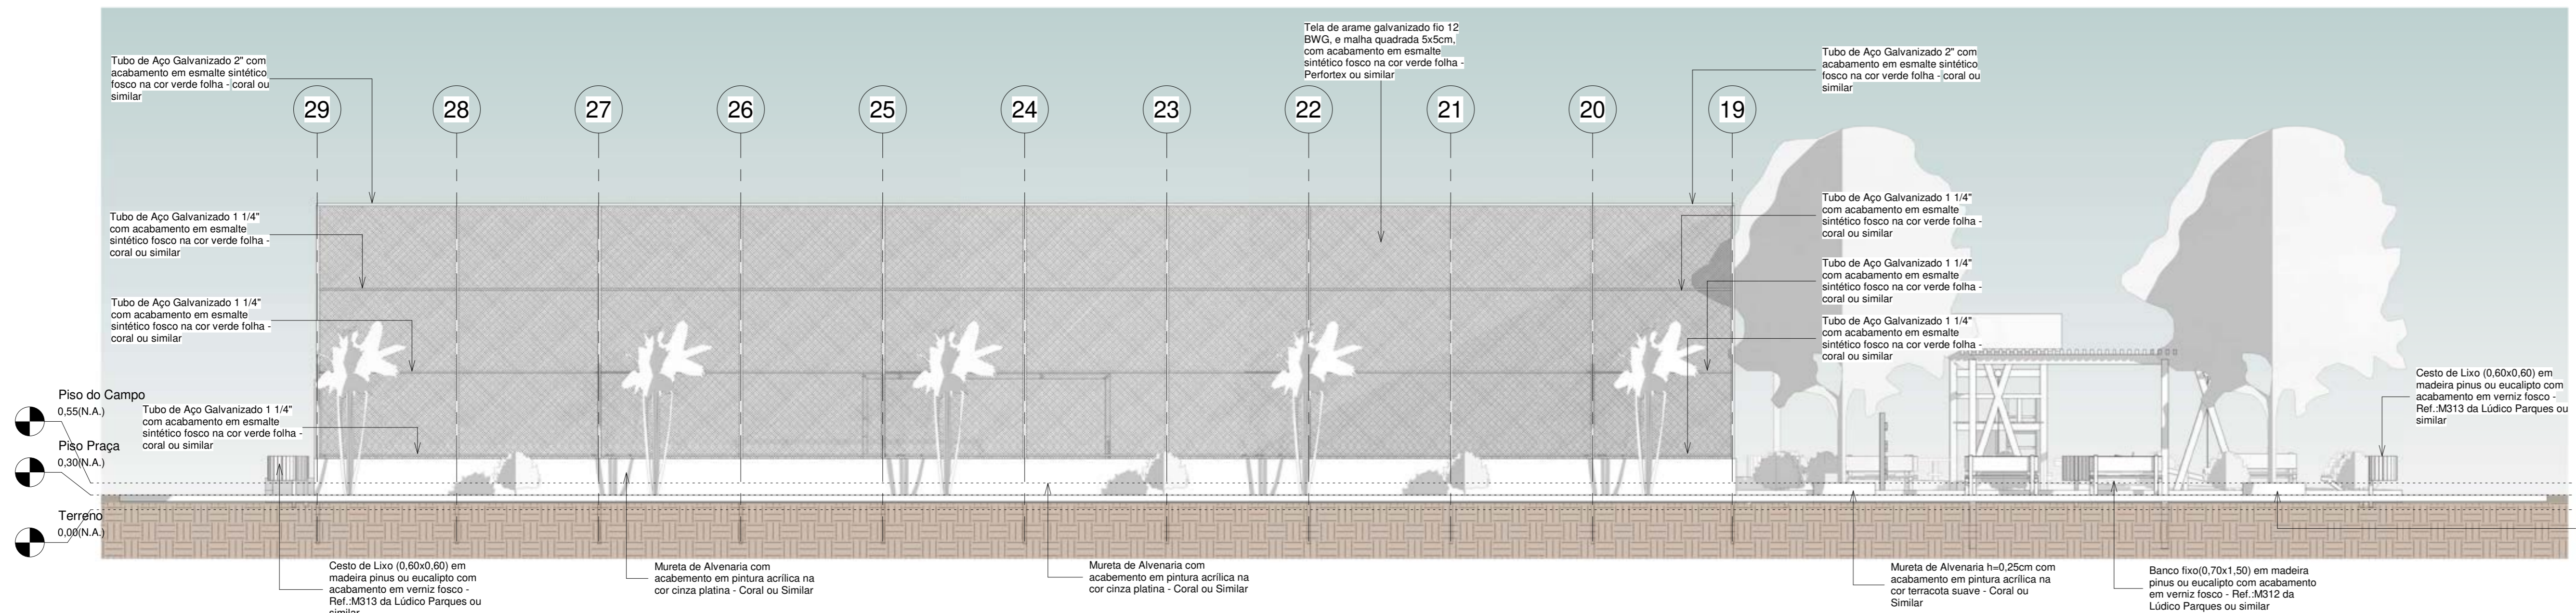 Tubo de Aço Galvanizado 2" com
acabamento em esmalte sintético
fosco na cor verde folha - coral ou
similar
Tela de arame galvanizado fio 12
BWG, e malha quadrada 5x5cm,
com acabamento em esmalte
sintético fosco na cor verde folha -
Perfortex ou similar
Tubo de Aço Galvanizado 2" com
acabamento em esmalte sintético
fosco na cor verde folha - coral ou
similar
29
28
27
26
25
24
23
22
21
20
19
Tubo de Aço Galvanizado 1 1/4"
com acabamento em esmalte
sintético fosco na cor verde folha -
coral ou similar
Tubo de Aço Galvanizado 1 1/4"
com acabamento em esmalte
sintético fosco na cor verde folha -
coral ou similar
Tubo de Aço Galvanizado 1 1/4"
com acabamento em esmalte
sintético fosco na cor verde folha -
coral ou similar
Tubo de Aço Galvanizado 1 1/4"
com acabamento em esmalte
sintético fosco na cor verde folha -
coral ou similar
Tubo de Aço Galvanizado 1 1/4"
com acabamento em esmalte
sintético fosco na cor verde folha -
coral ou similar
Cesto de Lixo (0,60x0,60) em
madeira pinus ou eucalipto com
acabamento em verniz fosco -
Ref.:M313 da Lúdico Parques ou
similar
Piso do Campo
0,55(N.A.)
Tubo de Aço Galvanizado 1 1/4"
com acabamento em esmalte
sintético fosco na cor verde folha -
coral ou similar
Piso Praça
0,30(N.A.)
Terreno
0,00(N.A.)
Cesto de Lixo (0,60x0,60) em
madeira pinus ou eucalipto com
acabamento em verniz fosco -
Ref.:M313 da Lúdico Parques ou
similar
Mureta de Alvenaria com
acabemento em pintura acrílica na
cor cinza platina - Coral ou Similar
Mureta de Alvenaria com
acabemento em pintura acrílica na
cor cinza platina - Coral ou Similar
Mureta de Alvenaria h=0,25cm com
acabamento em pintura acrílica na
cor terracota suave - Coral ou
Similar
Banco fixo(0,70x1,50) em madeira
pinus ou eucalipto com acabamento
em verniz fosco - Ref.:M312 da
Lúdico Parques ou similar